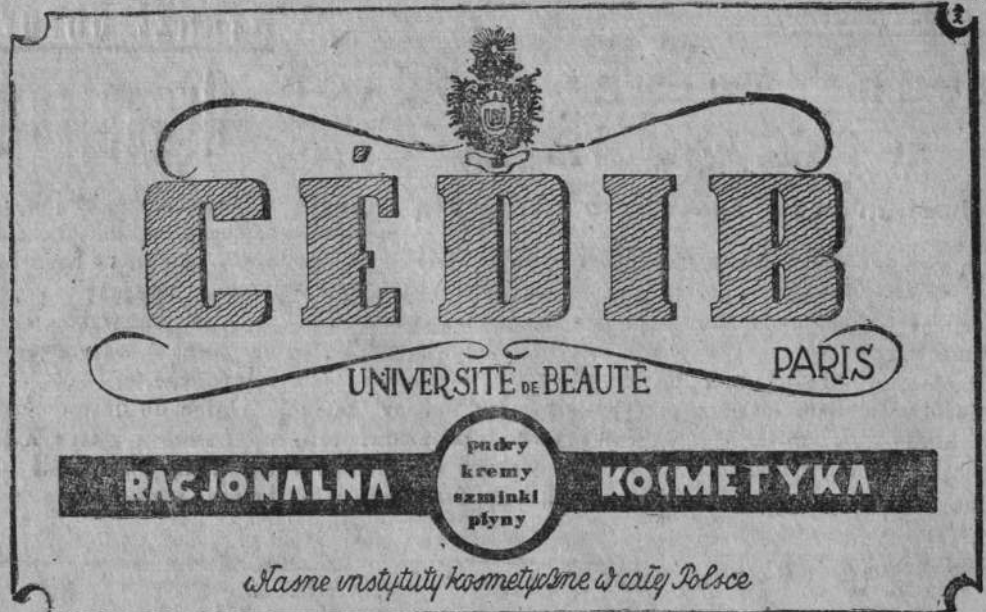 CÉDIB
UNIVERSITÉ DE BEAUTÉ
PARIS
RACJONALNA
pudry
kremy
szminki
płyny
KOSMETYKA
własne instytuty kosmetyczne w całej Polsce